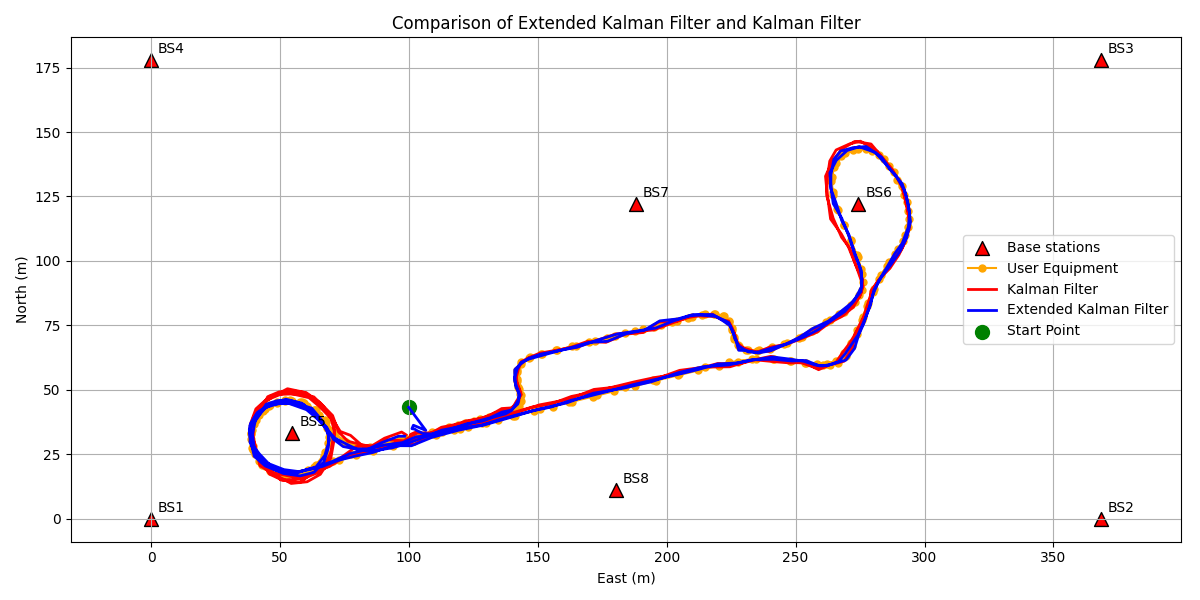 Comparison of Extended Kalman Filter and Kalman Filter
North (m)
175
150
125
100
75
50
25
0
BS4
BS3
BS7
BS6
BS5
BS8
BS1
BS2
Base stations
User Equipment
Kalman Filter
Extended Kalman Filter
Start Point
0
50
100
150
200
250
300
350
East (m)